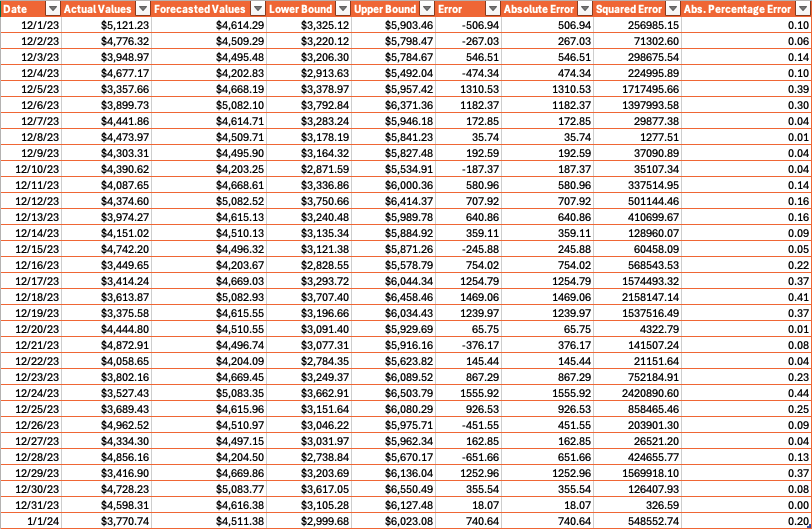 Date Actual Values Forecasted Values Lower Bound Upper Bound Error Absolute Error Squared Error Abs. Percentage Error
12/1/23 $5,121.23 $4,614.29 $3,325.12 $5,903.46 -506.94 506.94 256985.15 0.10
12/2/23 $4,776.32 $4,509.29 $3,220.12 $5,798.47 -267.03 267.03 71302.60 0.06
12/3/23 $3,948.97 $4,495.48 $3,206.30 $5,784.67 546.51 546.51 298675.54 0.14
12/4/23 $4,677.17 $4,202.83 $2,913.63 $5,492.04 -474.34 474.34 224995.89 0.10
12/5/23 $3,357.66 $4,668.19 $3,378.97 $5,957.42 1310.53 1310.53 1717495.66 0.39
12/6/23 $3,899.73 $5,082.10 $3,792.84 $6,371.36 1182.37 1182.37 1397993.58 0.30
12/7/23 $4,441.86 $4,614.71 $3,283.24 $5,946.18 172.85 172.85 29877.38 0.04
12/8/23 $4,473.97 $4,509.71 $3,178.19 $5,841.23 35.74 35.74 1277.51 0.01
12/9/23 $4,303.31 $4,495.90 $3,164.32 $5,827.48 192.59 192.59 37090.89 0.04
12/10/23 $4,390.62 $4,203.25 $2,871.59 $5,534.91 -187.37 187.37 35107.34 0.04
12/11/23 $4,087.65 $4,668.61 $3,336.86 $6,000.36 580.96 580.96 337514.95 0.14
12/12/23 $4,374.60 $5,082.52 $3,750.66 $6,414.37 707.92 707.92 501144.46 0.16
12/13/23 $3,974.27 $4,615.13 $3,240.48 $5,989.78 640.86 640.86 410699.67 0.16
12/14/23 $4,151.02 $4,510.13 $3,135.34 $5,884.92 359.11 359.11 128960.07 0.09
12/15/23 $4,742.20 $4,496.32 $3,121.38 $5,871.26 -245.88 245.88 60458.09 0.05
12/16/23 $3,449.65 $4,203.67 $2,828.55 $5,578.79 754.02 754.02 568543.53 0.22
12/17/23 $3,414.24 $4,669.03 $3,293.72 $6,044.34 1254.79 1254.79 1574493.32 0.37
12/18/23 $3,613.87 $5,082.93 $3,707.40 $6,458.46 1469.06 1469.06 2158147.14 0.41
12/19/23 $3,375.58 $4,615.55 $3,196.66 $6,034.43 1239.97 1239.97 1537516.49 0.37
12/20/23 $4,444.80 $4,510.55 $3,091.40 $5,929.69 65.75 65.75 4322.79 0.01
12/21/23 $4,872.91 $4,496.74 $3,077.31 $5,916.16 -376.17 376.17 141507.24 0.08
12/22/23 $4,058.65 $4,204.09 $2,784.35 $5,623.82 145.44 145.44 21151.64 0.04
12/23/23 $3,802.16 $4,669.45 $3,249.37 $6,089.52 867.29 867.29 752184.91 0.23
12/24/23 $3,527.43 $5,083.35 $3,662.91 $6,503.79 1555.92 1555.92 2420890.60 0.44
12/25/23 $3,689.43 $4,615.96 $3,151.64 $6,080.29 926.53 926.53 858465.46 0.25
12/26/23 $4,962.52 $4,510.97 $3,046.22 $5,975.71 -451.55 451.55 203901.30 0.09
12/27/23 $4,334.30 $4,497.15 $3,031.97 $5,962.34 162.85 162.85 26521.20 0.04
12/28/23 $4,856.16 $4,204.50 $2,738.84 $5,670.17 -651.66 651.66 424655.77 0.13
12/29/23 $3,416.90 $4,669.86 $3,203.69 $6,136.04 1252.96 1252.96 1569918.10 0.37
12/30/23 $4,728.23 $5,083.77 $3,617.05 $6,550.49 355.54 355.54 126407.93 0.08
12/31/23 $4,598.31 $4,616.38 $3,105.28 $6,127.48 18.07 18.07 326.59 0.00
1/1/24 $3,770.74 $4,511.38 $2,999.68 $6,023.08 740.64 740.64 548552.74 0.20